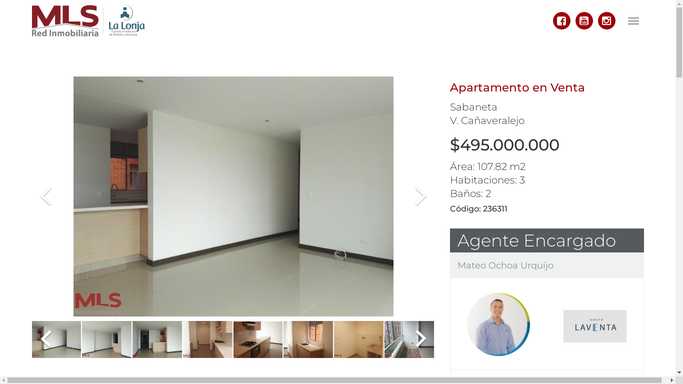 MLS
Red Inmobiliaria
La Lonja
Apartamento en Venta
Sabaneta
V. Cañaveralejo
$495.000.000
Área: 107.82 m2
Habitaciones: 3
Baños: 2
Código: 236311
Agente Encargado
Mateo Ochoa Urquijo
MLS
LAVENTA